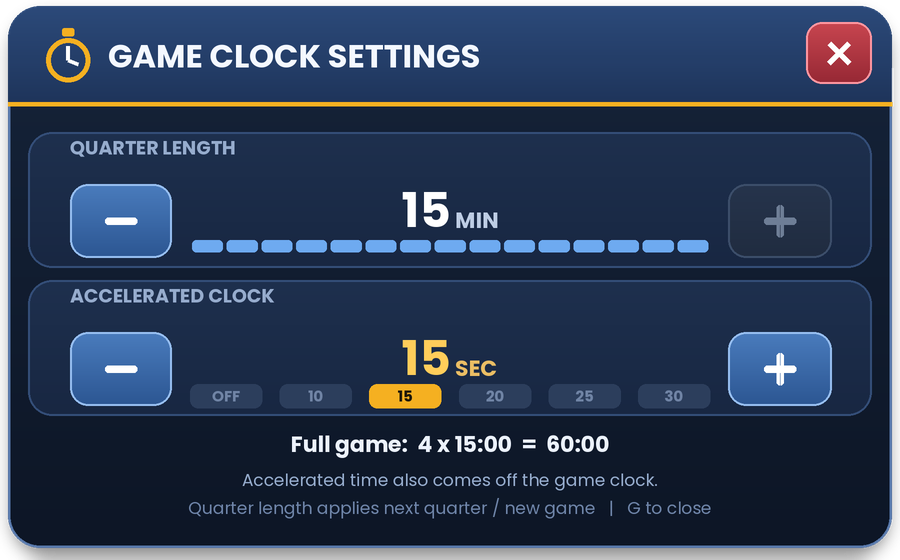 GAME CLOCK SETTINGS
QUARTER LENGTH
15 MIN
ACCELERATED CLOCK
15 SEC
OFF 10 15 20 25 30
Full game: 4 x 15:00 = 60:00
Accelerated time also comes off the game clock.
Quarter length applies next quarter / new game | G to close